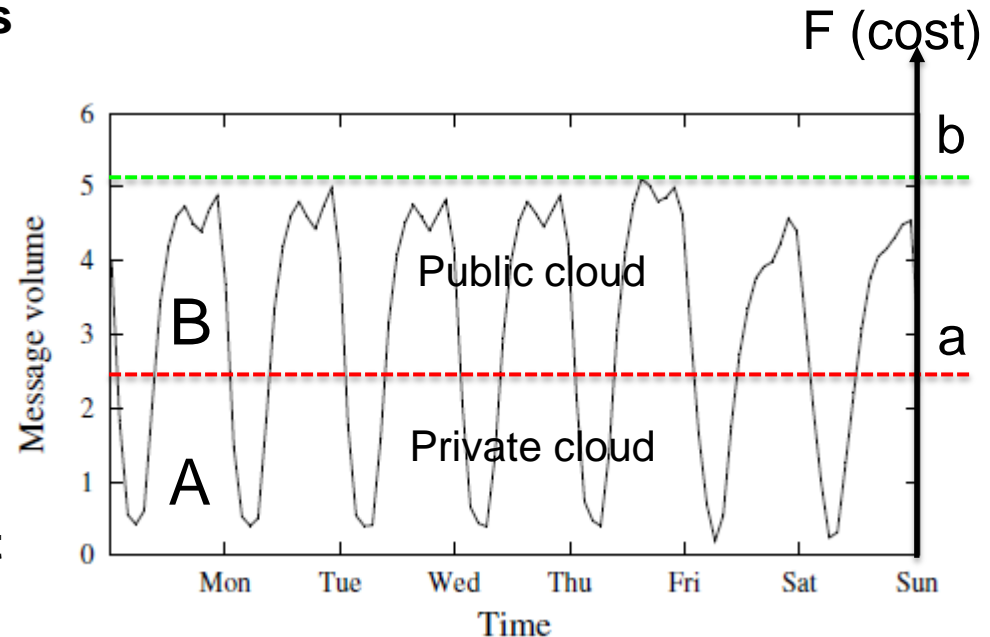 s
F (cost)
b
6
5
4
3
2
1
0
Message volume
Public cloud
B
a
Private cloud
A
Mon Tue Wed Thu Fri Sat Sun
Time